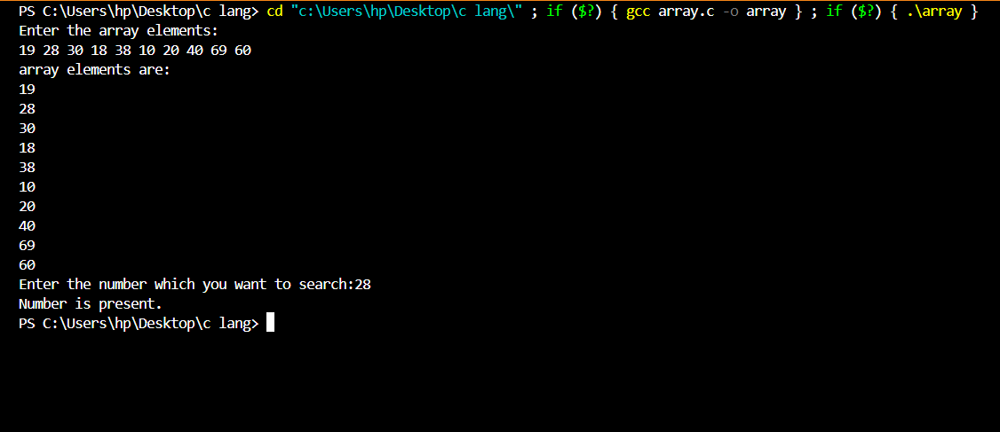 PS C:\Users\hp\Desktop\c lang> cd "c:\Users\hp\Desktop\c lang\" ; if ($?) { gcc array.c -o array } ; if ($?) { .\array }
Enter the array elements:
19 28 30 18 38 10 20 40 69 60
array elements are:
19
28
30
18
38
10
20
40
69
60
Enter the number which you want to search:28
Number is present.
PS C:\Users\hp\Desktop\c lang>